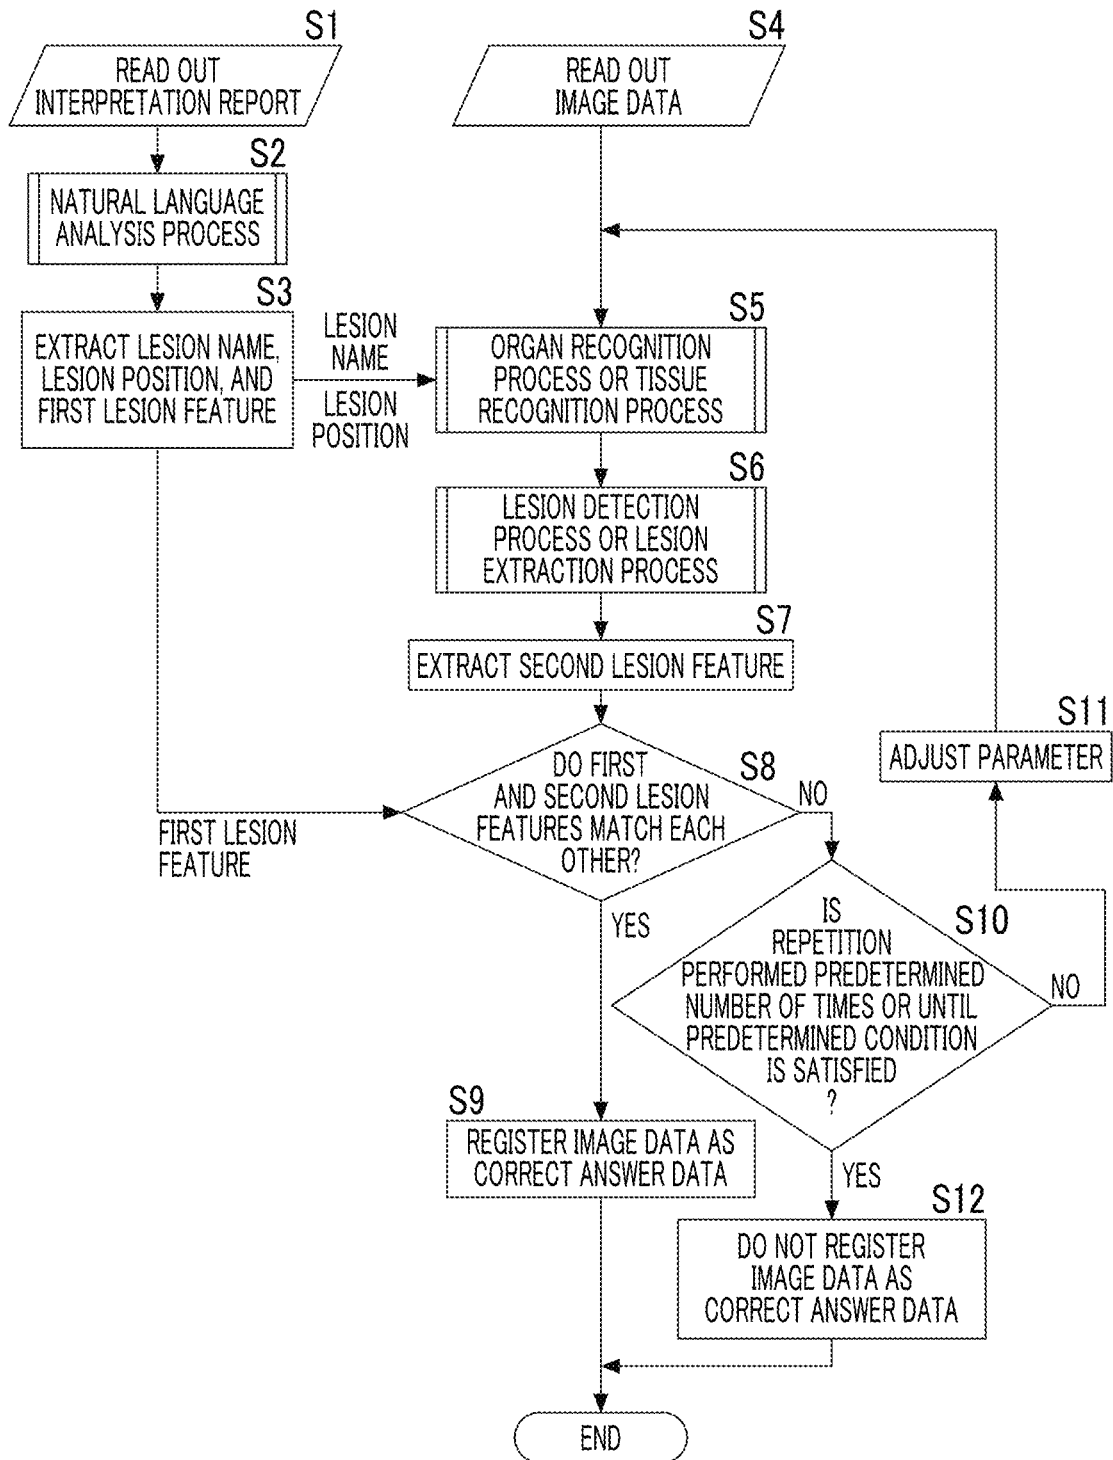 S1
READ OUT
INTERPRETATION REPORT
S4
READ OUT
IMAGE DATA
S2
NATURAL LANGUAGE
ANALYSIS PROCESS
S3
EXTRACT LESION NAME,
LESION POSITION, AND
FIRST LESION FEATURE
LESION
NAME
LESION
POSITION
S5
ORGAN RECOGNITION
PROCESS OR TISSUE
RECOGNITION PROCESS
S6
LESION DETECTION
PROCESS OR LESION
EXTRACTION PROCESS
S7
EXTRACT SECOND LESION FEATURE
S11
ADJUST PARAMETER
S8
DO FIRST
AND SECOND LESION
FEATURES MATCH EACH
OTHER?
NO
FIRST LESION
FEATURE
YES
S10
IS
REPETITION
PERFORMED PREDETERMINED
NUMBER OF TIMES OR UNTIL
PREDETERMINED CONDITION
IS SATISFIED
?
NO
S9
REGISTER IMAGE DATA AS
CORRECT ANSWER DATA
YES
S12
DO NOT REGISTER
IMAGE DATA AS
CORRECT ANSWER DATA
END